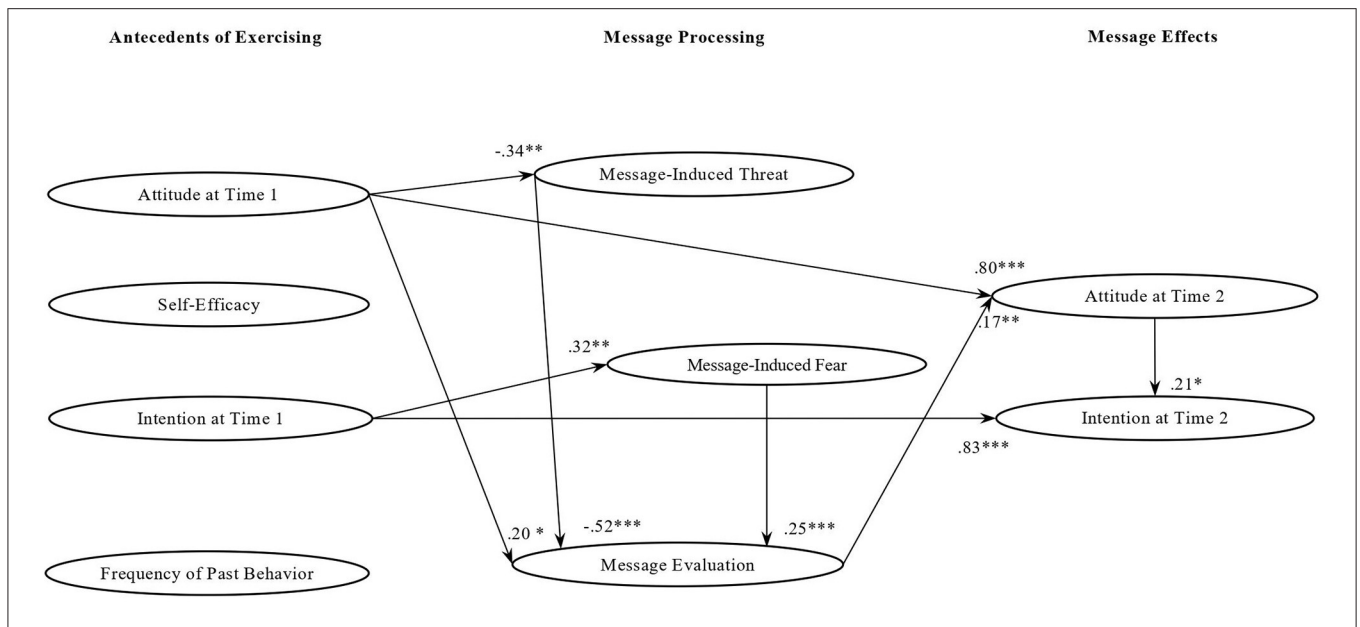 Antecedents of Exercising
Message Processing
Message Effects
-.34**
Message-Induced Threat
Attitude at Time 1
.80***
Attitude at Time 2
Self-Efficacy
.17**
.32**
Message-Induced Fear
.21*
Intention at Time 1
Intention at Time 2
.83***
.20 *
-.52***
.25***
Message Evaluation
Frequency of Past Behavior